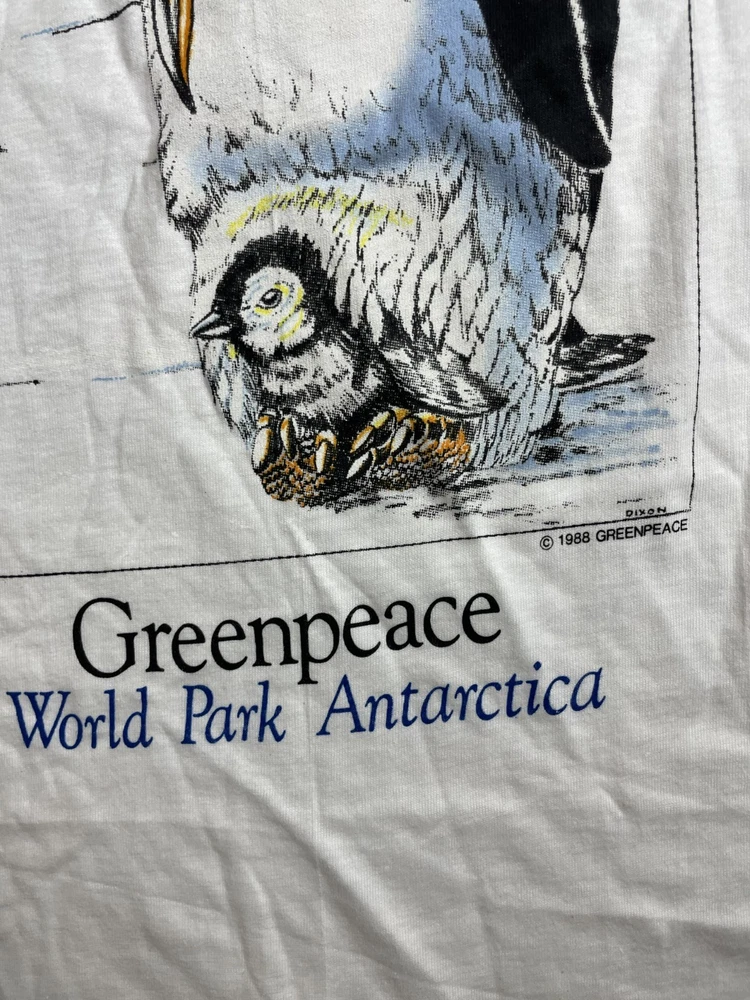 DIXON
© 1988 GREENPEACE
Greenpeace
World Park Antarctica